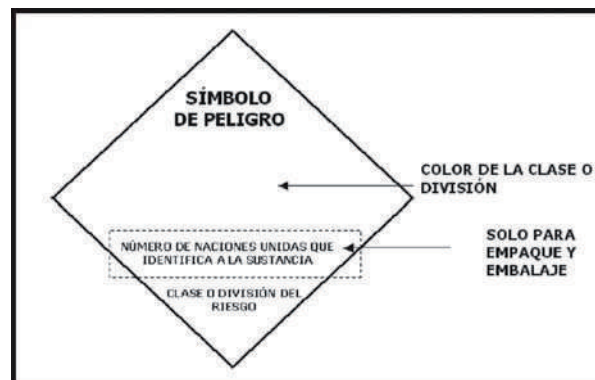 SÍMBOLO
DE PELIGRO
COLOR DE LA CLASE O
DIVISIÓN
NÚMERO DE NACIONES UNIDAS QUE
IDENTIFICA A LA SUSTANCIA
SOLO PARA
EMPAQUE Y
EMBALAJE
CLASE O DIVISIÓN DEL
RIESGO